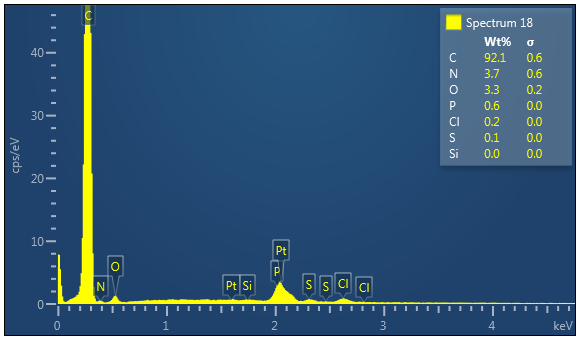 Spectrum 18
Wt% σ
C 92.1 0.6
N 3.7 0.6
O 3.3 0.2
P 0.6 0.0
Cl 0.2 0.0
S 0.1 0.0
Si 0.0 0.0
C
40
30
cps/eV
20
10
Pt
O
P
N
Pt
Si
S
S
Cl
Cl
0
0 1 2 3 4 keV